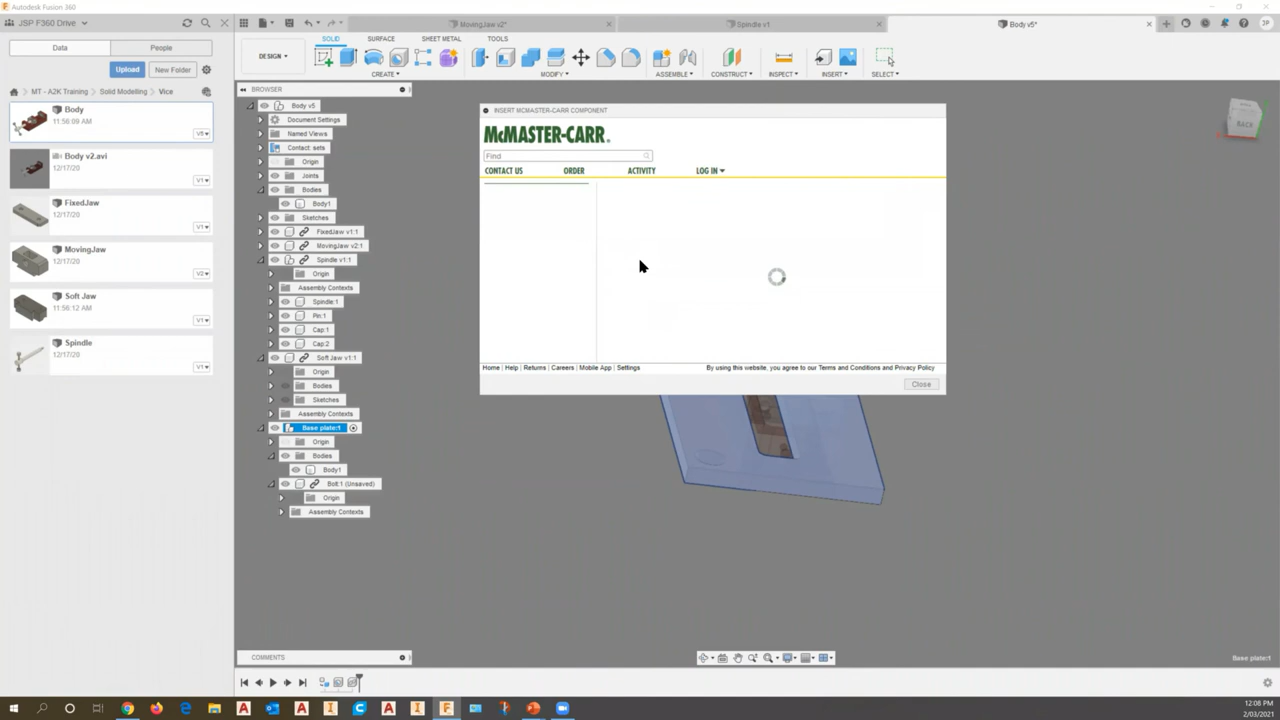 Autodesk Fusion 360
JSP F360 Drive
MovingJaw v2*
Spindle v1
Body v5*
JP
Data
People
Upload
New Folder
MT - A2K Training
Solid Modelling
Vice
Body
11:56:09 AM
V5
Body v2.avi
12/17/20
V1
FixedJaw
12/17/20
V1
MovingJaw
12/17/20
V2
Soft Jaw
11:56:12 AM
V1
Spindle
12/17/20
V1
SOLID
SURFACE
SHEET METAL
TOOLS
DESIGN
CREATE
MODIFY
ASSEMBLE
CONSTRUCT
INSPECT
INSERT
SELECT
BROWSER
Body v5
Document Settings
Named Views
Contact: sets
Origin
Joints
Bodies
Body1
Sketches
FixedJaw v1:1
MovingJaw v2:1
Spindle v1:1
Origin
Assembly Contexts
Spindle:1
Pin:1
Cap:1
Cap:2
Soft Jaw v1:1
Origin
Bodies
Sketches
Assembly Contexts
Base plate:1
Origin
Bodies
Body1
Bolt:1 (Unsaved)
Origin
Assembly Contexts
INSERT MCMASTER-CARR COMPONENT
McMASTER-CARR®
Find
CONTACT US
ORDER
ACTIVITY
LOG IN
Home | Help | Returns | Careers | Mobile App | Settings
By using this website, you agree to our Terms and Conditions and Privacy Policy
Close
BACK
COMMENTS
Base plate:1
12:08 PM
2/03/2021